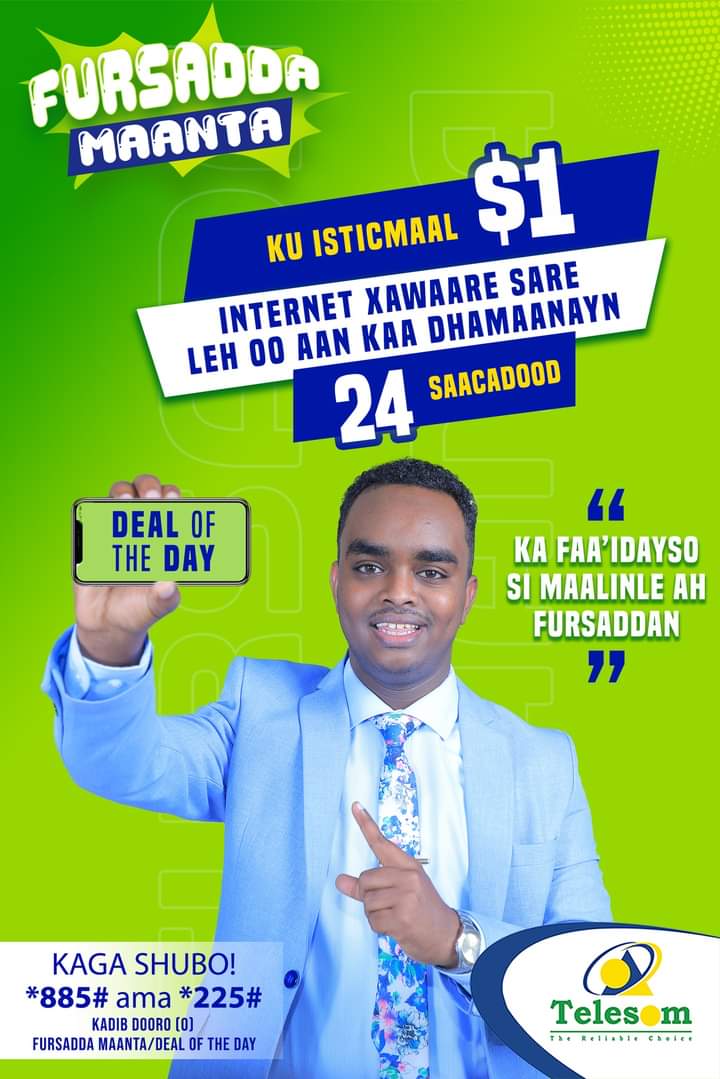 FURSADDA
MAANTA
KU ISTICMAAL $1
INTERNET XAWAARE SARE
LEH OO AAN KAA DHAMAANAYN
24 SAACADOOD
DEAL OF
THE DAY
“
KA FAA'IDAYSO
SI MAALINLE AH
FURSADDAN
”
KAGA SHUBO!
*885# ama *225#
KADIB DOORO (0)
FURSADDA MAANTA/DEAL OF THE DAY
Telesom
The Reliable Choice